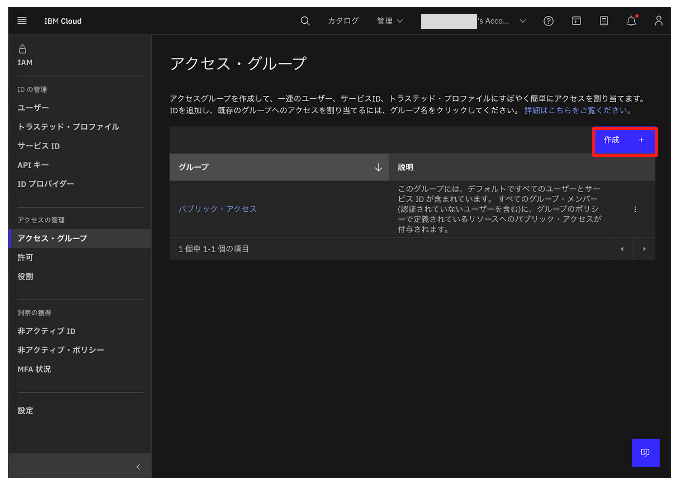 IBM Cloud
カタログ
管理
's Acco...
IAM
ID の管理
ユーザー
トラステッド・プロファイル
サービス ID
API キー
ID プロバイダー
アクセスの管理
アクセス・グループ
許可
役割
洞察の獲得
非アクティブ ID
非アクティブ・ポリシー
MFA 状況
設定
アクセス・グループ
アクセスグループを作成して、一連のユーザー、サービスID、トラステッド・プロファイルにすばやく簡単にアクセスを割り当てます。
IDを追加し、既存のグループへのアクセスを割り当てるには、グループ名をクリックしてください。 詳細はこちらをご覧ください。
作成 +
グループ
説明
パブリック・アクセス
このグループには、デフォルトですべてのユーザーとサー
ビス ID が含まれています。 すべてのグループ・メンバー
(認証されていないユーザーを含む)に、グループのポリシ
ーで定義されているリソースへのパブリック・アクセスが
付与されます。
1 個中 1-1 個の項目